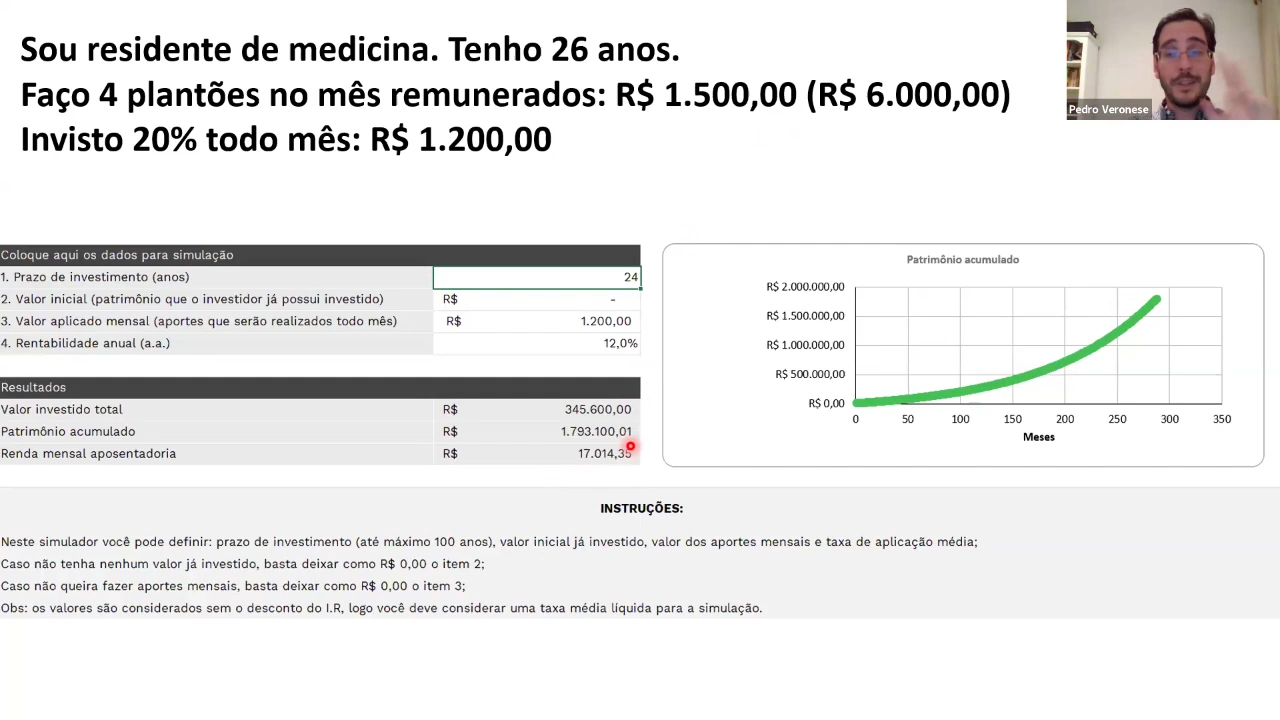 Sou residente de medicina. Tenho 26 anos.
Faço 4 plantões no mês remunerados: R$ 1.500,00 (R$ 6.000,00)
Invisto 20% todo mês: R$ 1.200,00
Pedro Veronese
Coloque aqui os dados para simulação
1. Prazo de investimento (anos) 24
2. Valor inicial (patrimônio que o investidor já possui investido) R$ -
3. Valor aplicado mensal (aportes que serão realizados todo mês) R$ 1.200,00
4. Rentabilidade anual (a.a.) 12,0%
Resultados
Valor investido total R$ 345.600,00
Patrimônio acumulado R$ 1.793.100,01
Renda mensal aposentadoria R$ 17.014,35
Patrimônio acumulado
R$ 2.000.000,00
R$ 1.500.000,00
R$ 1.000.000,00
R$ 500.000,00
R$ 0,00
0 50 100 150 200 250 300 350
Meses
INSTRUÇÕES:
Neste simulador você pode definir: prazo de investimento (até máximo 100 anos), valor inicial já investido, valor dos aportes mensais e taxa de aplicação média;
Caso não tenha nenhum valor já investido, basta deixar como R$ 0,00 o item 2;
Caso não queira fazer aportes mensais, basta deixar como R$ 0,00 o item 3;
Obs: os valores são considerados sem o desconto do I.R, logo você deve considerar uma taxa média líquida para a simulação.